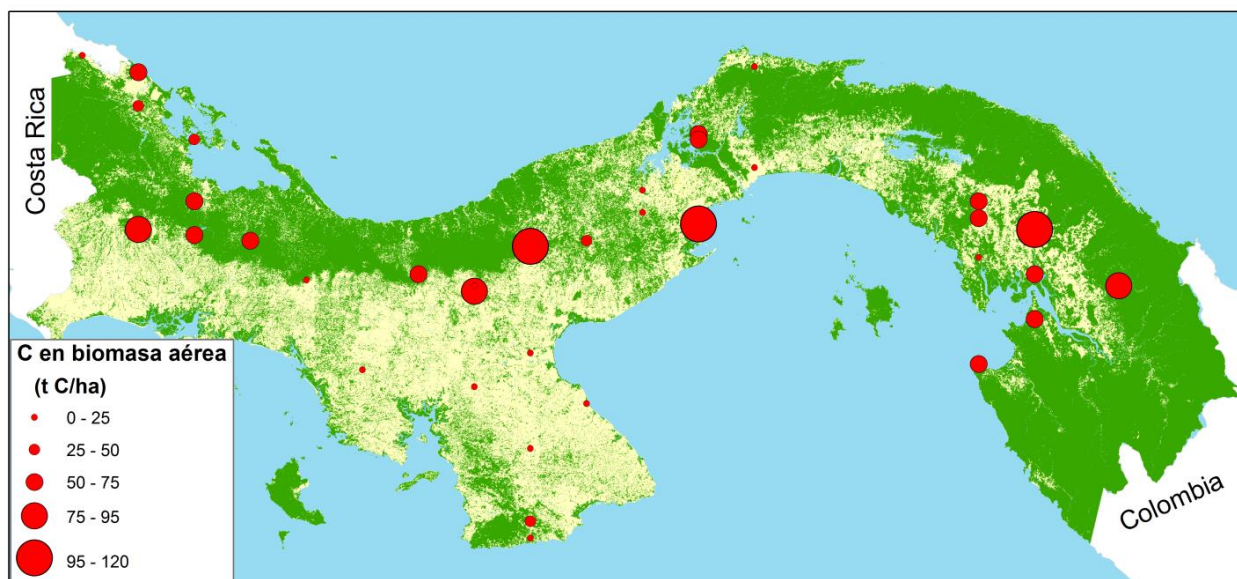 Costa Rica
Colombia
C en biomasa aérea
(t C/ha)
0 - 25
25 - 50
50 - 75
75 - 95
95 - 120